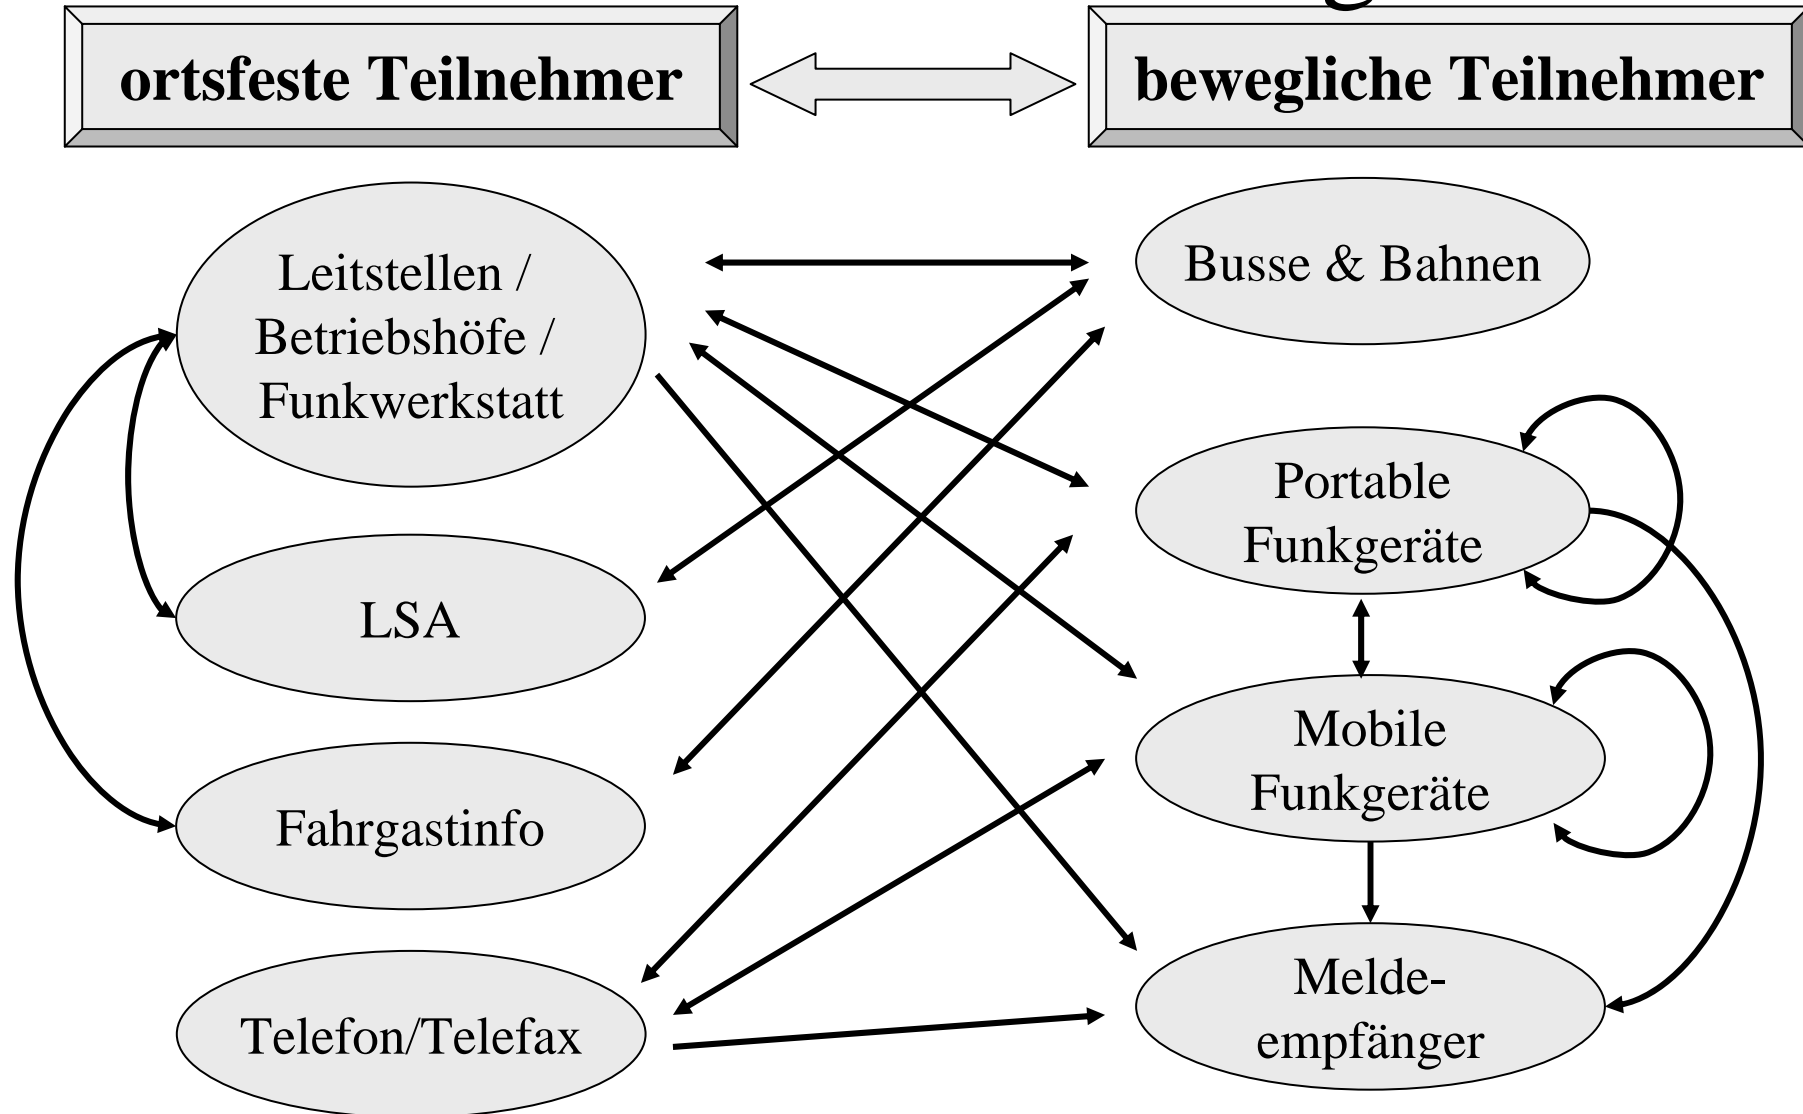 ortsfeste Teilnehmer
bewegliche Teilnehmer
Leitstellen /
Betriebshöfe /
Funkwerkstatt
LSA
Fahrgastinfo
Telefon/Telefax
Busse & Bahnen
Portable
Funkgeräte
Mobile
Funkgeräte
Melde-
empfänger